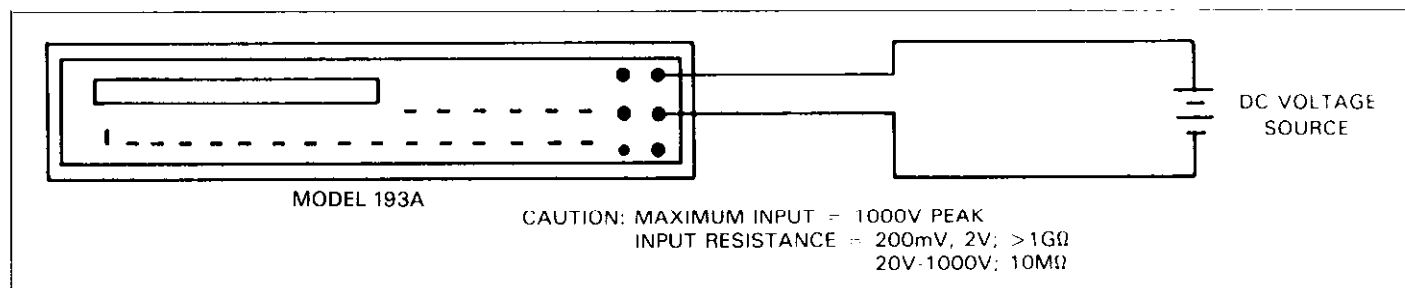 DC VOLTAGE
SOURCE
MODEL 193A
CAUTION: MAXIMUM INPUT = 1000V PEAK
INPUT RESISTANCE = 200mV, 2V; >1GΩ
20V-1000V; 10MΩ